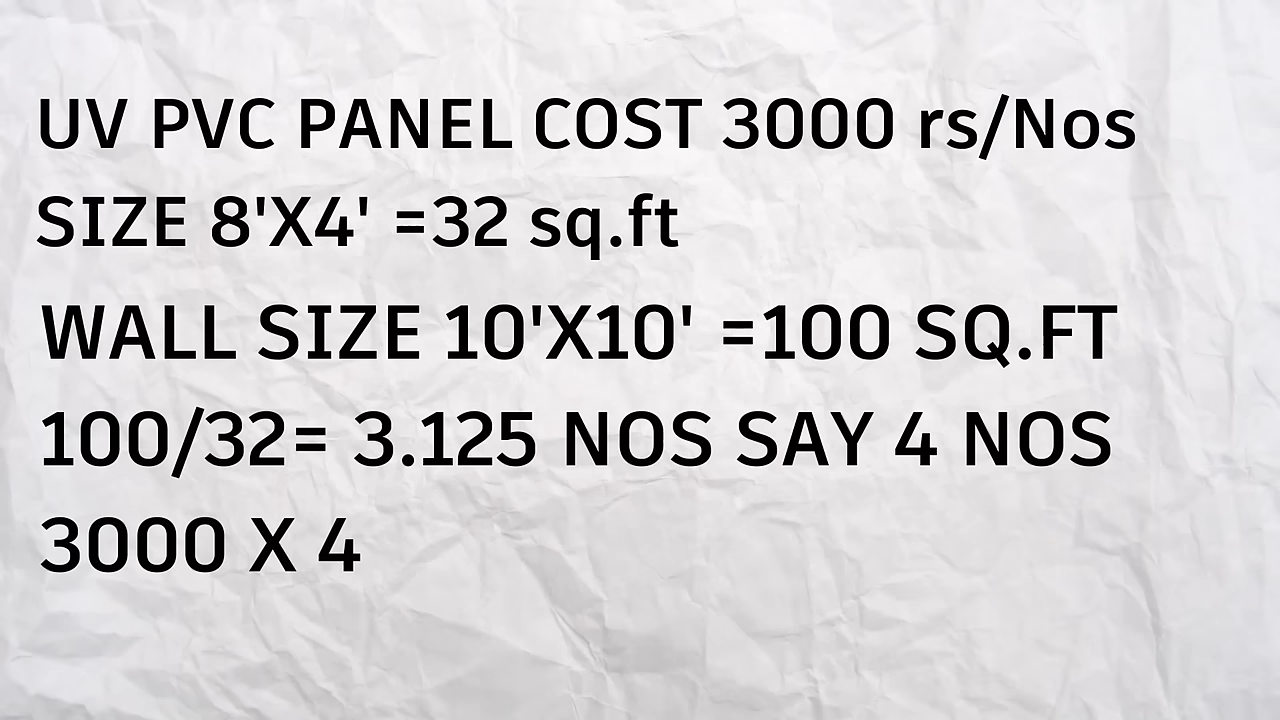 UV PVC PANEL COST 3000 rs/Nos
SIZE 8'X4' =32 sq.ft
WALL SIZE 10'X10' =100 SQ.FT
100/32= 3.125 NOS SAY 4 NOS
3000 X 4